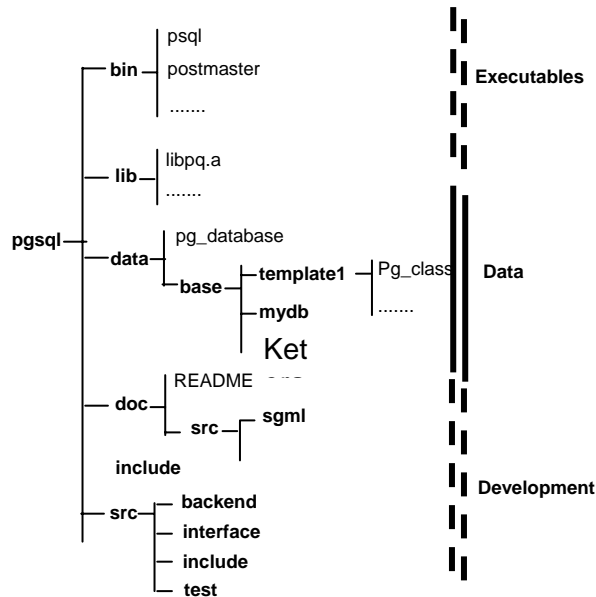 psql
bin
postmaster
Executables
.......
libpq.a
lib
.......
pgsql
pg_database
data
template1
Pg_class
Data
base
mydb
.......
Ket
README
doc
sgml
src
include
Development
backend
src
interface
include
test